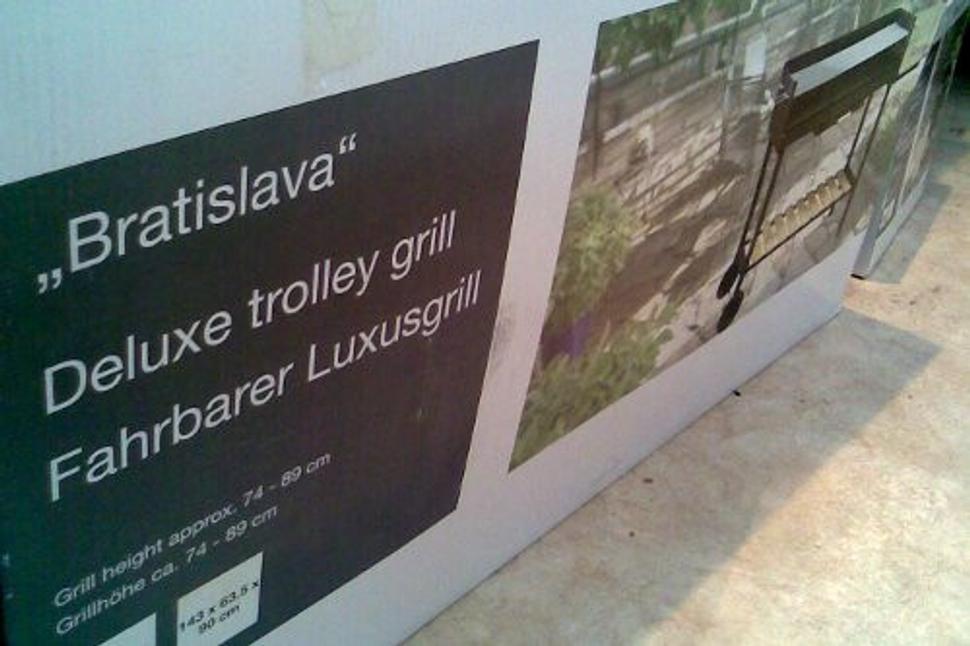 „Bratislava“
Deluxe trolley grill
Fahrbarer Luxusgrill
Grill height approx. 74 - 89 cm
Grillhöhe ca. 74 - 89 cm
143 x 63,5 x
90 cm